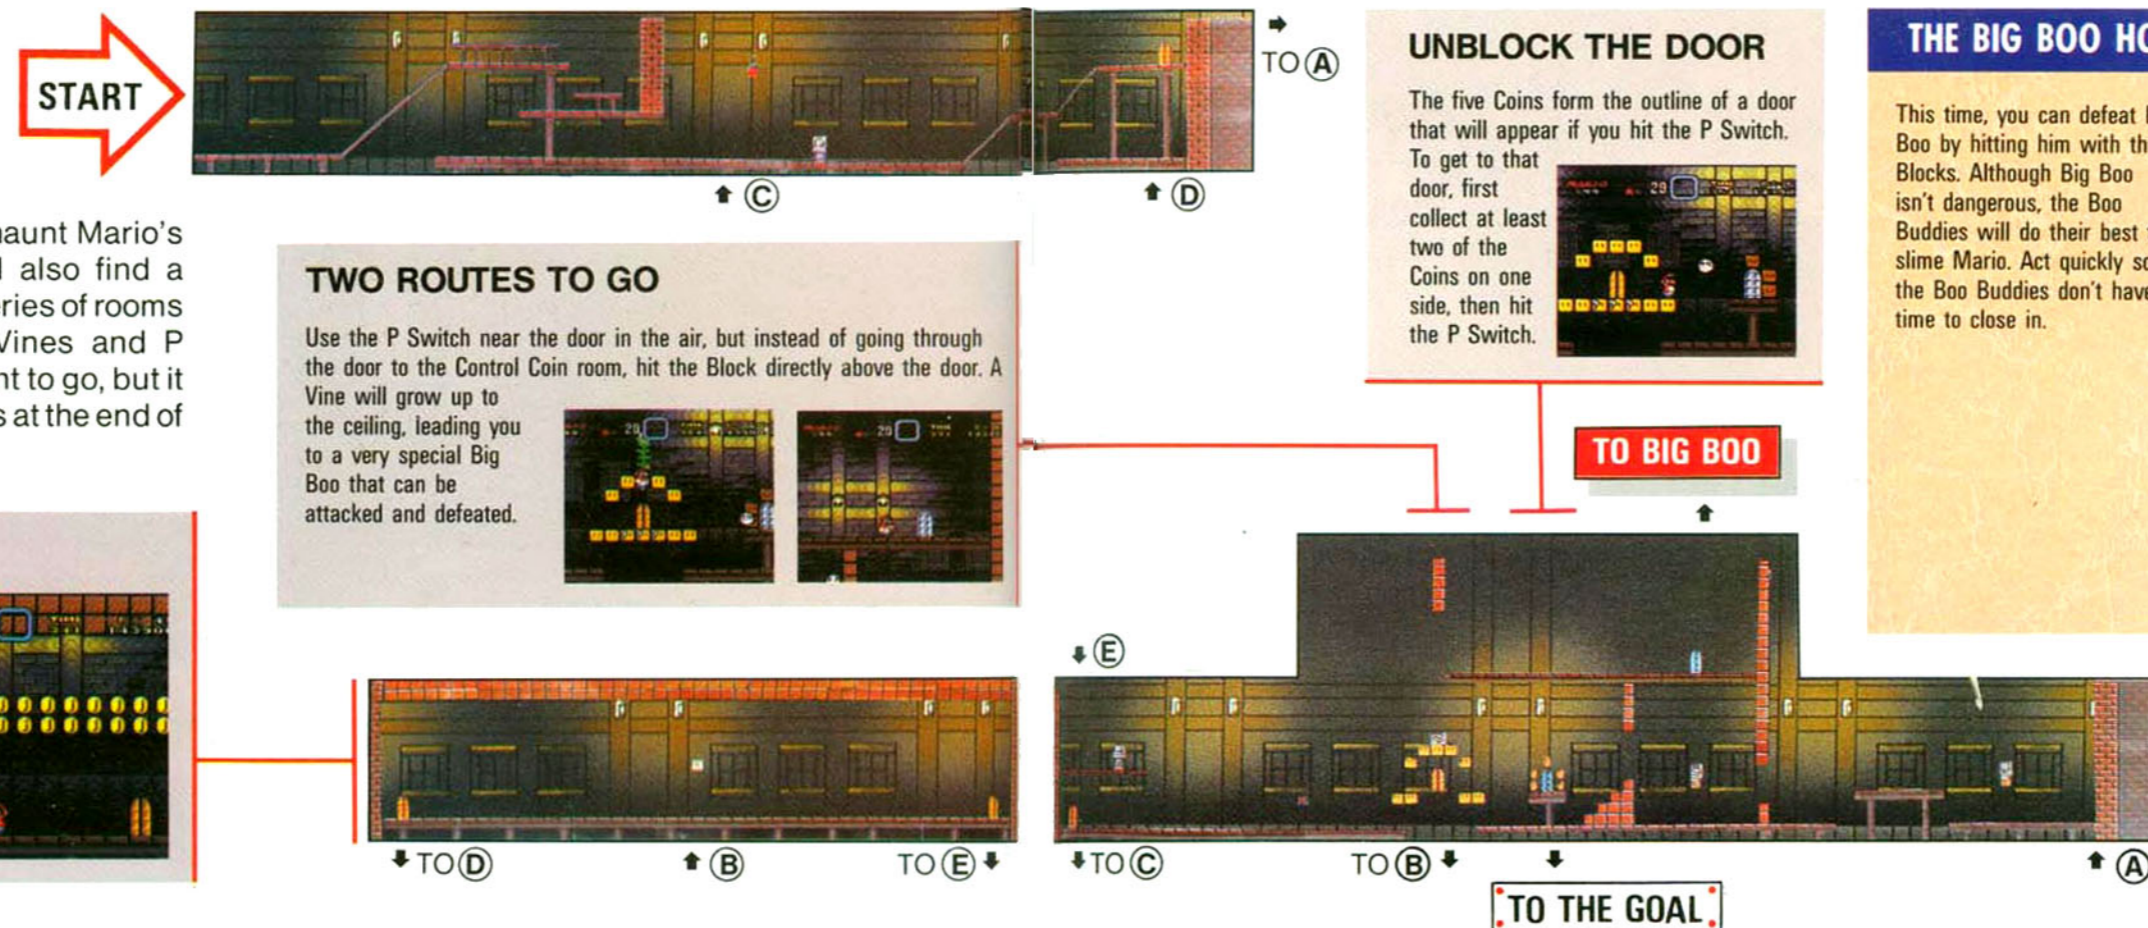 START
TO A
C
D
UNBLOCK THE DOOR
The five Coins form the outline of a door
that will appear if you hit the P Switch.
To get to that
door, first
collect at least
two of the
Coins on one
side, then hit
the P Switch.
THE BIG BOO
This time, you can defeat
Boo by hitting him with
Blocks. Although Big Boo
isn't dangerous, the Boo
Buddies will do their best
slime Mario. Act quickly
the Boo Buddies don't have
time to close in.
haunt Mario's
also find a
series of rooms
Vines and P
to go, but it
at the end of
TWO ROUTES TO GO
Use the P Switch near the door in the air, but instead of going through
the door to the Control Coin room, hit the Block directly above the door. A
Vine will grow up to
the ceiling, leading you
to a very special Big
Boo that can be
attacked and defeated.
29
29
29
TO BIG BOO
E
TO D
B
TO E
TO C
TO B
A
TO THE GOAL